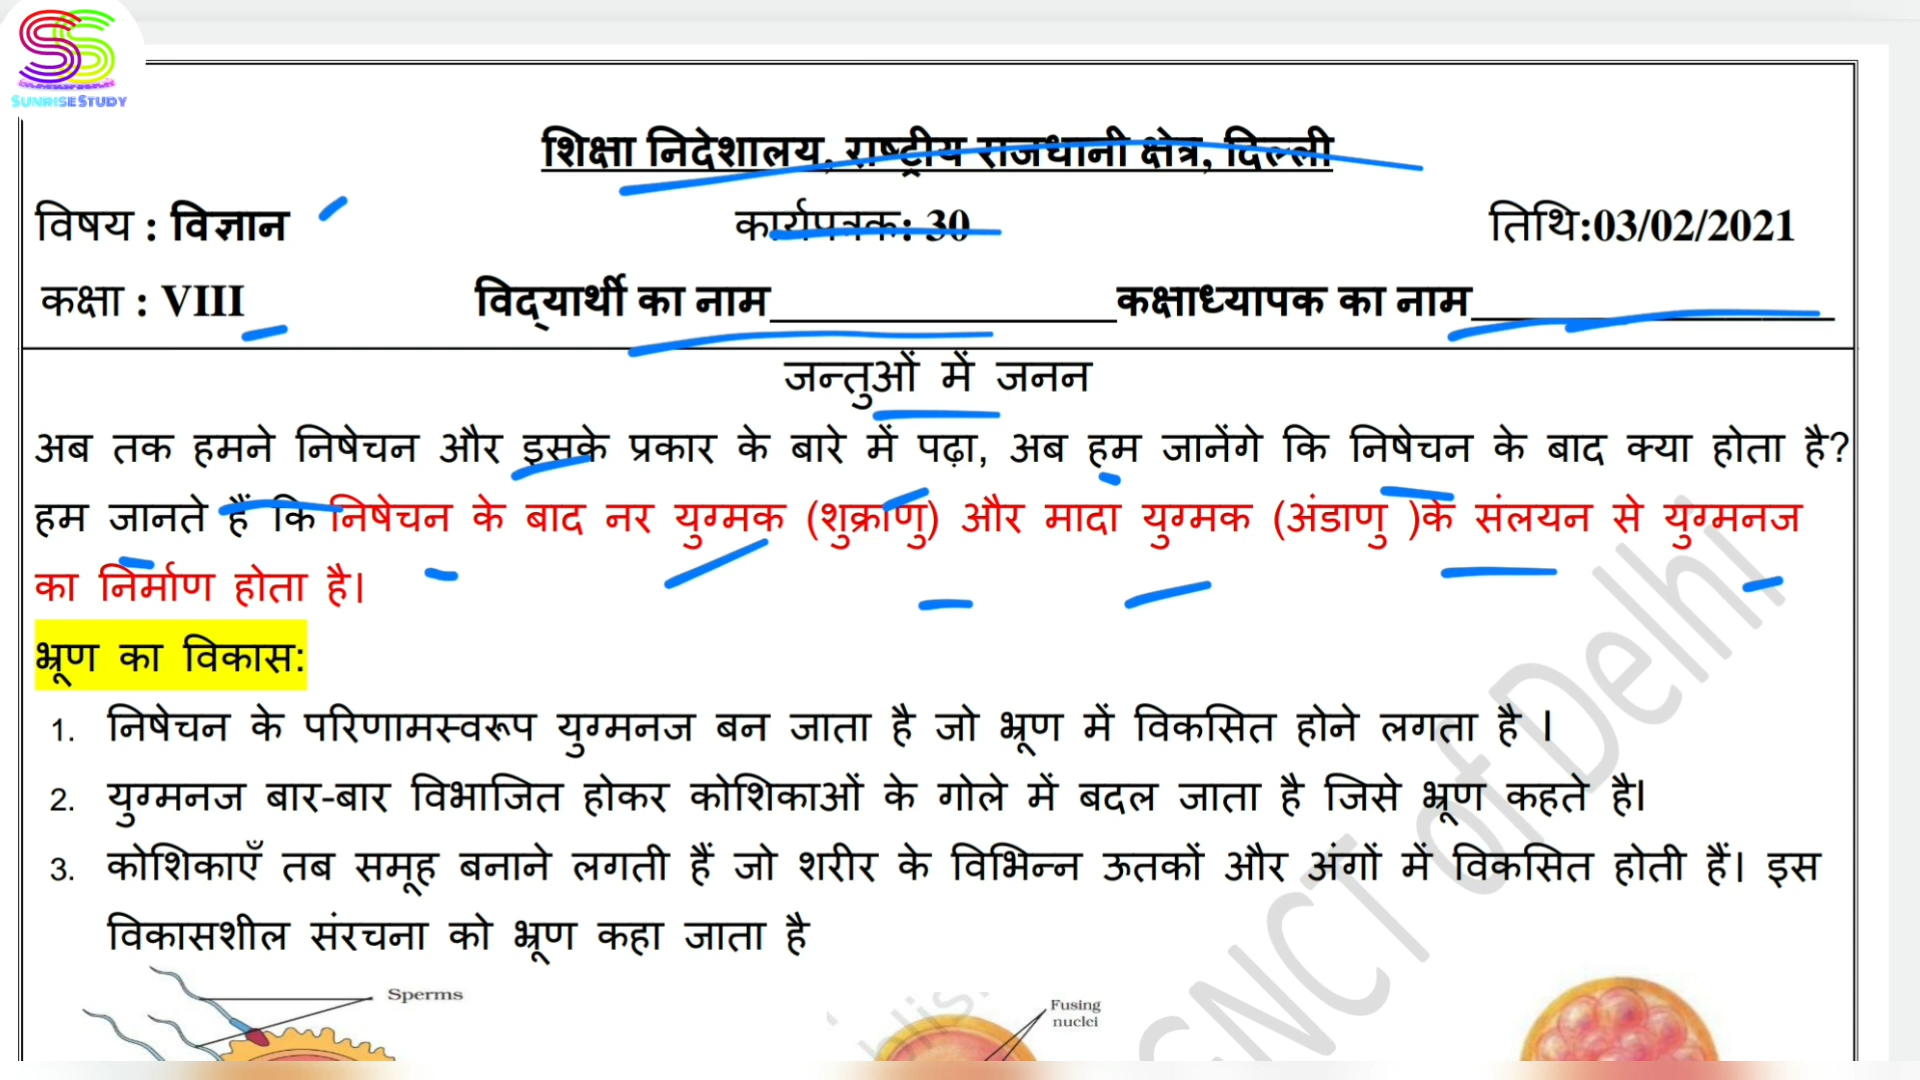 SUNRISE STUDY
शिक्षा निदेशालय, राष्ट्रीय राजधानी क्षेत्र, दिल्ली
विषय : विज्ञान कार्यपत्रक: 30 तिथि:03/02/2021
कक्षा : VIII विद्यार्थी का नाम कक्षाध्यापक का नाम
जन्तुओं में जनन
अब तक हमने निषेचन और इसके प्रकार के बारे में पढ़ा, अब हम जानेंगे कि निषेचन के बाद क्या होता है?
हम जानते हैं कि निषेचन के बाद नर युग्मक (शुक्राणु) और मादा युग्मक (अंडाणु )के संलयन से युग्मनज
का निर्माण होता है।
भ्रूण का विकास:
1. निषेचन के परिणामस्वरूप युग्मनज बन जाता है जो भ्रूण में विकसित होने लगता है ।
2. युग्मनज बार-बार विभाजित होकर कोशिकाओं के गोले में बदल जाता है जिसे भ्रूण कहते है।
3. कोशिकाएँ तब समूह बनाने लगती हैं जो शरीर के विभिन्न ऊतकों और अंगों में विकसित होती हैं। इस
विकासशील संरचना को भ्रूण कहा जाता है
Sperms
Fusing
nuclei
GNCT of Delhi